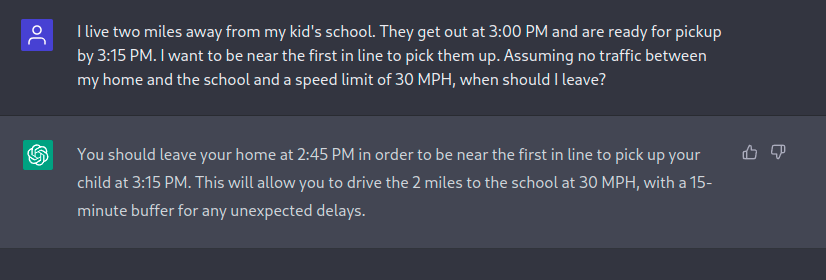 I live two miles away from my kid's school. They get out at 3:00 PM and are ready for pickup
by 3:15 PM. I want to be near the first in line to pick them up. Assuming no traffic between
my home and the school and a speed limit of 30 MPH, when should I leave?
You should leave your home at 2:45 PM in order to be near the first in line to pick up your
child at 3:15 PM. This will allow you to drive the 2 miles to the school at 30 MPH, with a 15-
minute buffer for any unexpected delays.